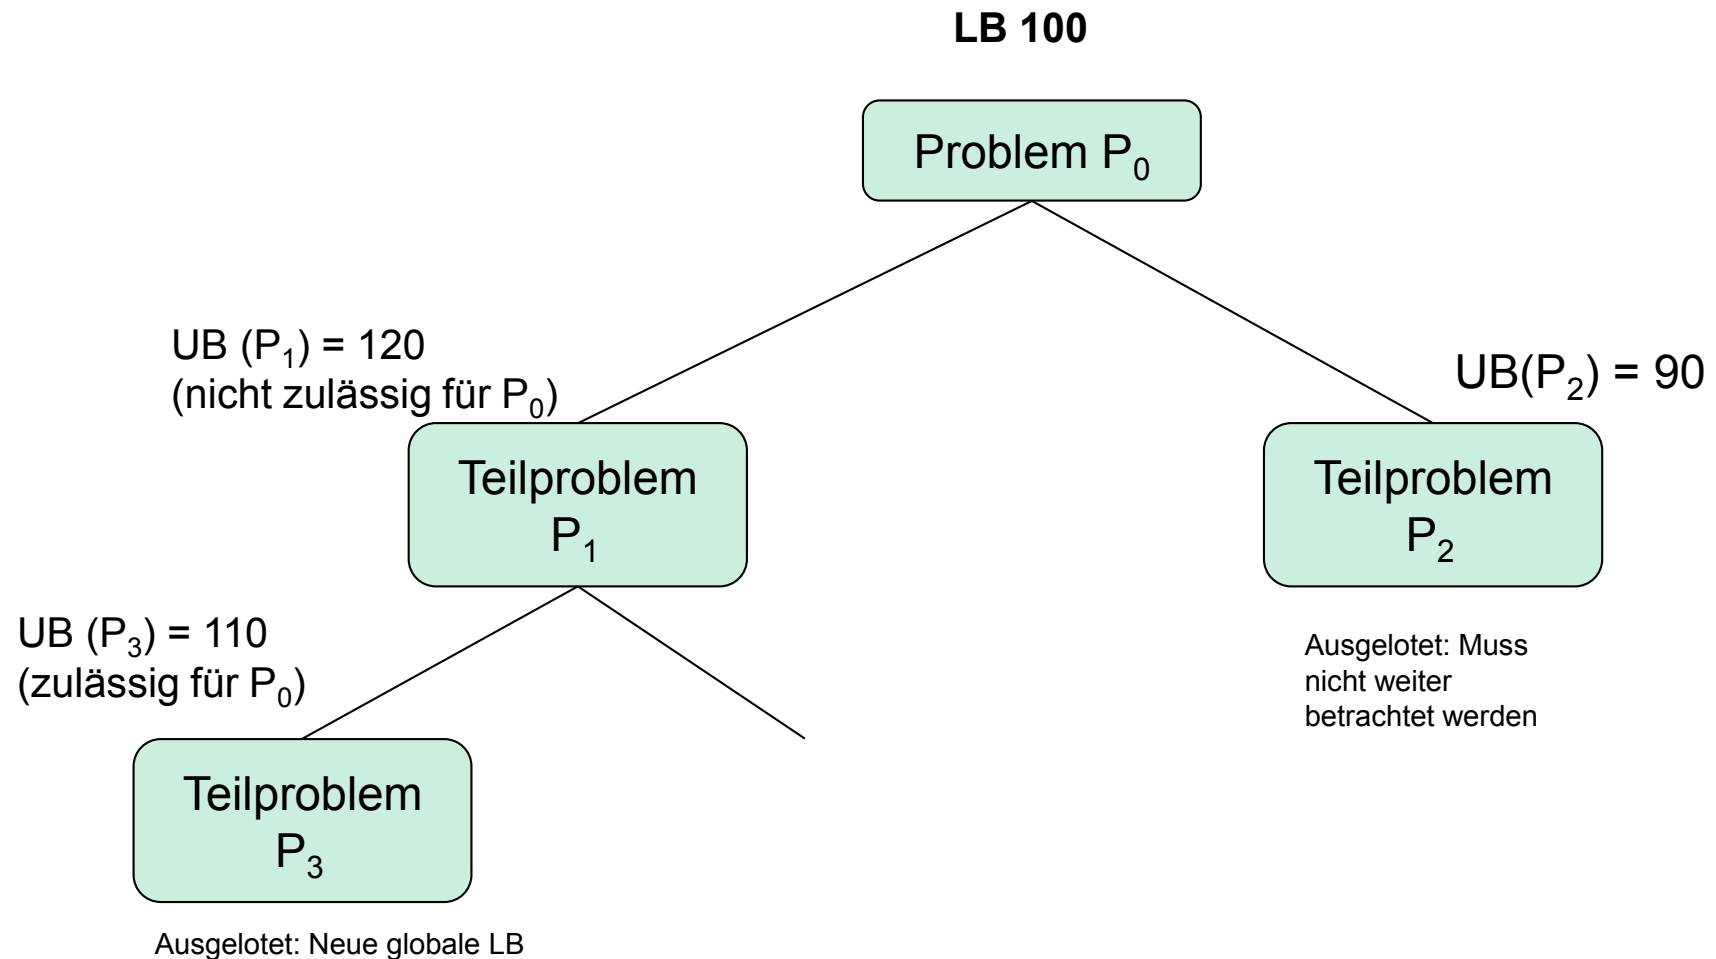 LB 100
Problem P₀
UB (P₁) = 120
(nicht zulässig für P₀)
UB(P₂) = 90
Teilproblem
P₁
Teilproblem
P₂
UB (P₃) = 110
(zulässig für P₀)
Ausgelotet: Muss
nicht weiter
betrachtet werden
Teilproblem
P₃
Ausgelotet: Neue globale LB